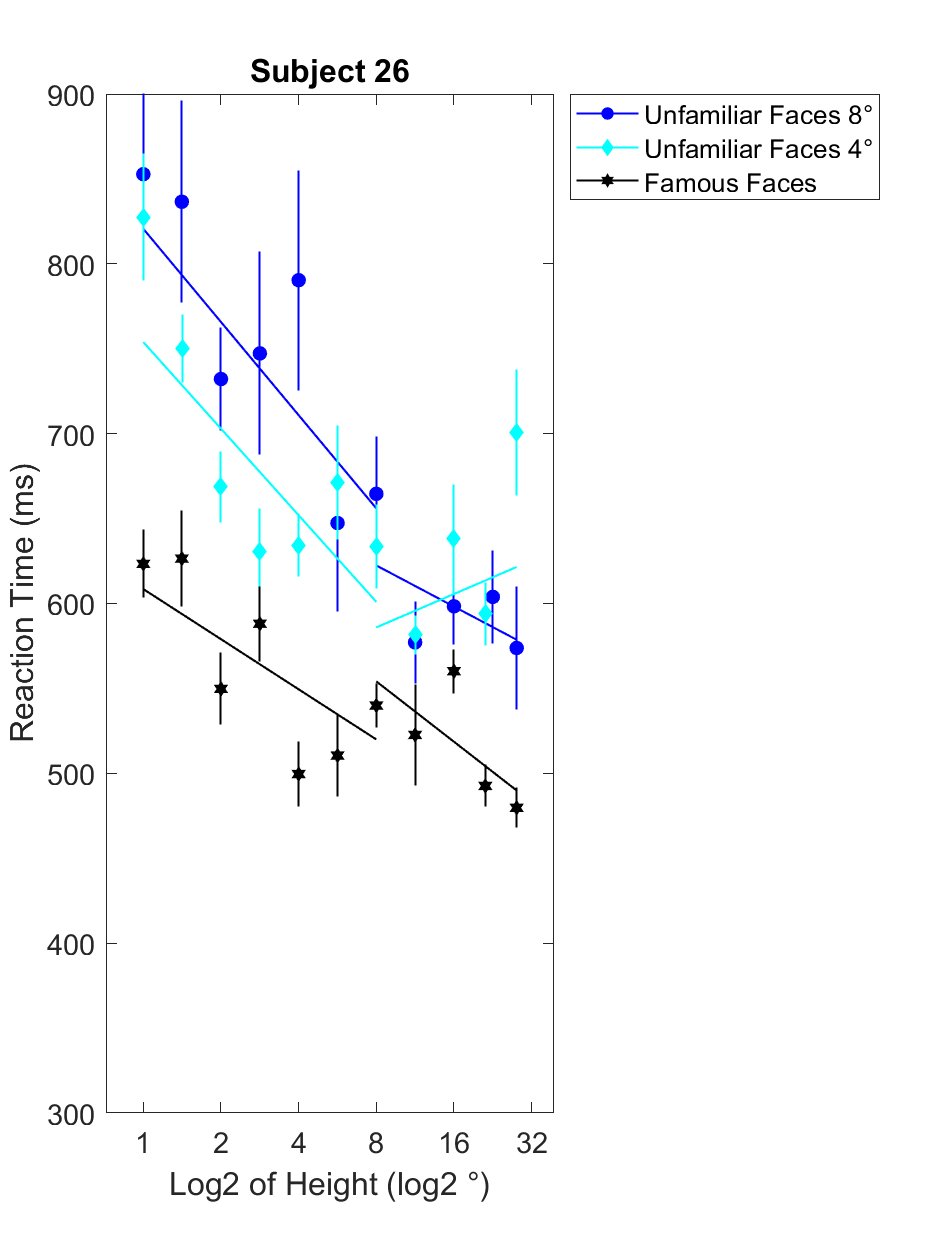 Subject 26
900
800
700
600
500
400
300
Reaction Time (ms)
1 2 4 8 16 32
Log2 of Height (log2 °)
Unfamiliar Faces 8°
Unfamiliar Faces 4°
Famous Faces